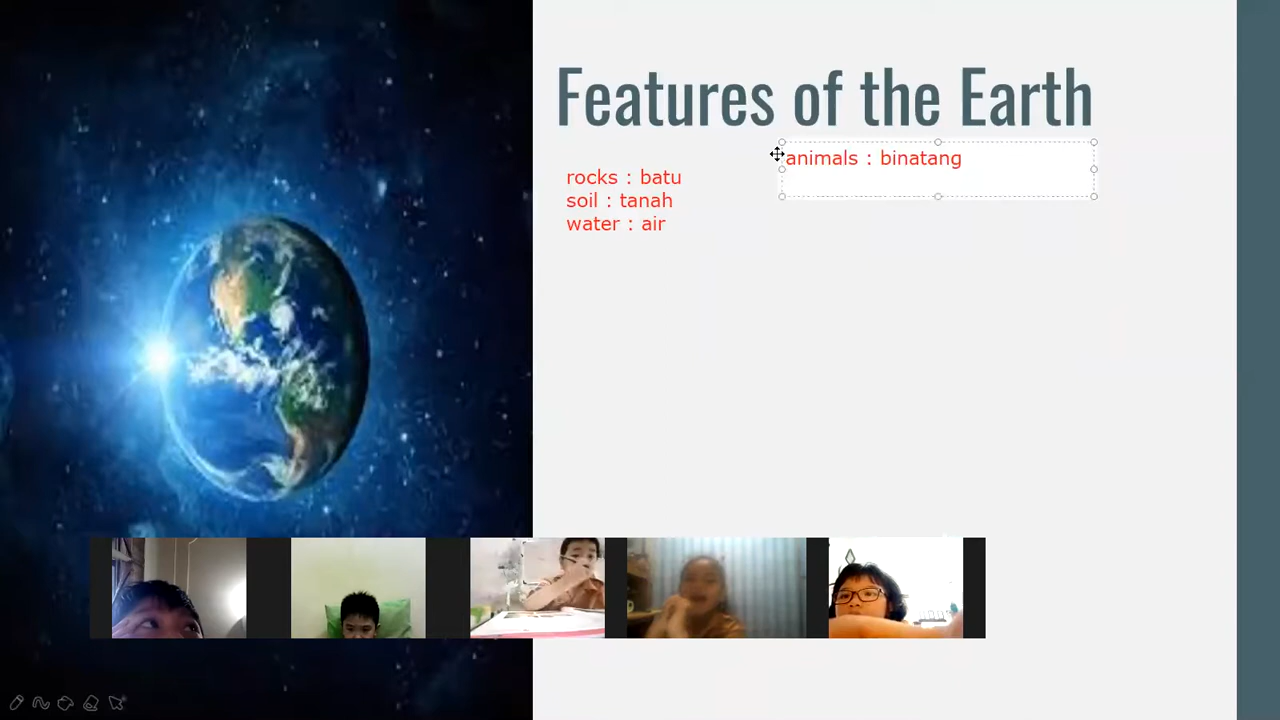 Features of the Earth
animals : binatang
rocks : batu
soil : tanah
water : air